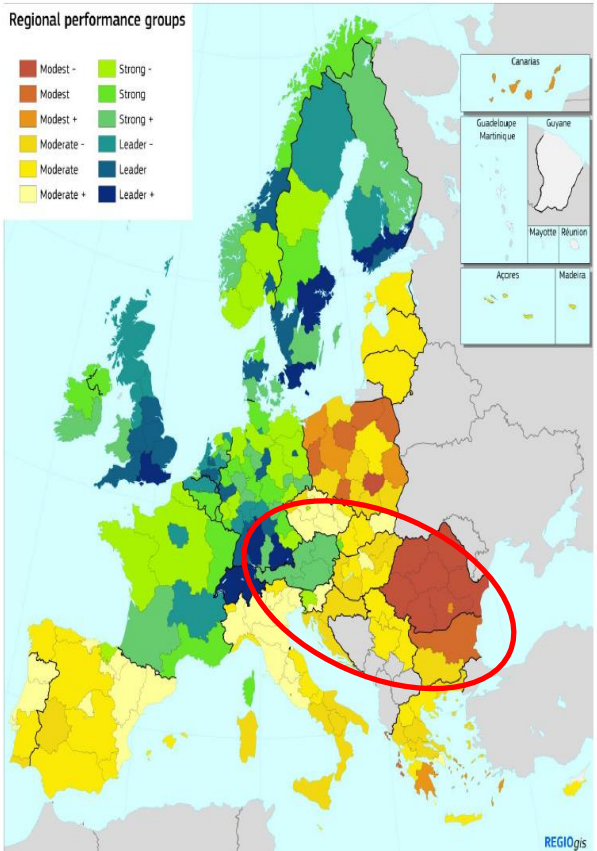 Regional performance groups
Modest -
Modest
Modest +
Moderate -
Moderate
Moderate +
Strong -
Strong
Strong +
Leader -
Leader
Leader +
Canarias
Guadeloupe
Martinique
Guyane
Mayotte
Réunion
Açores
Madeira
REGIOgis